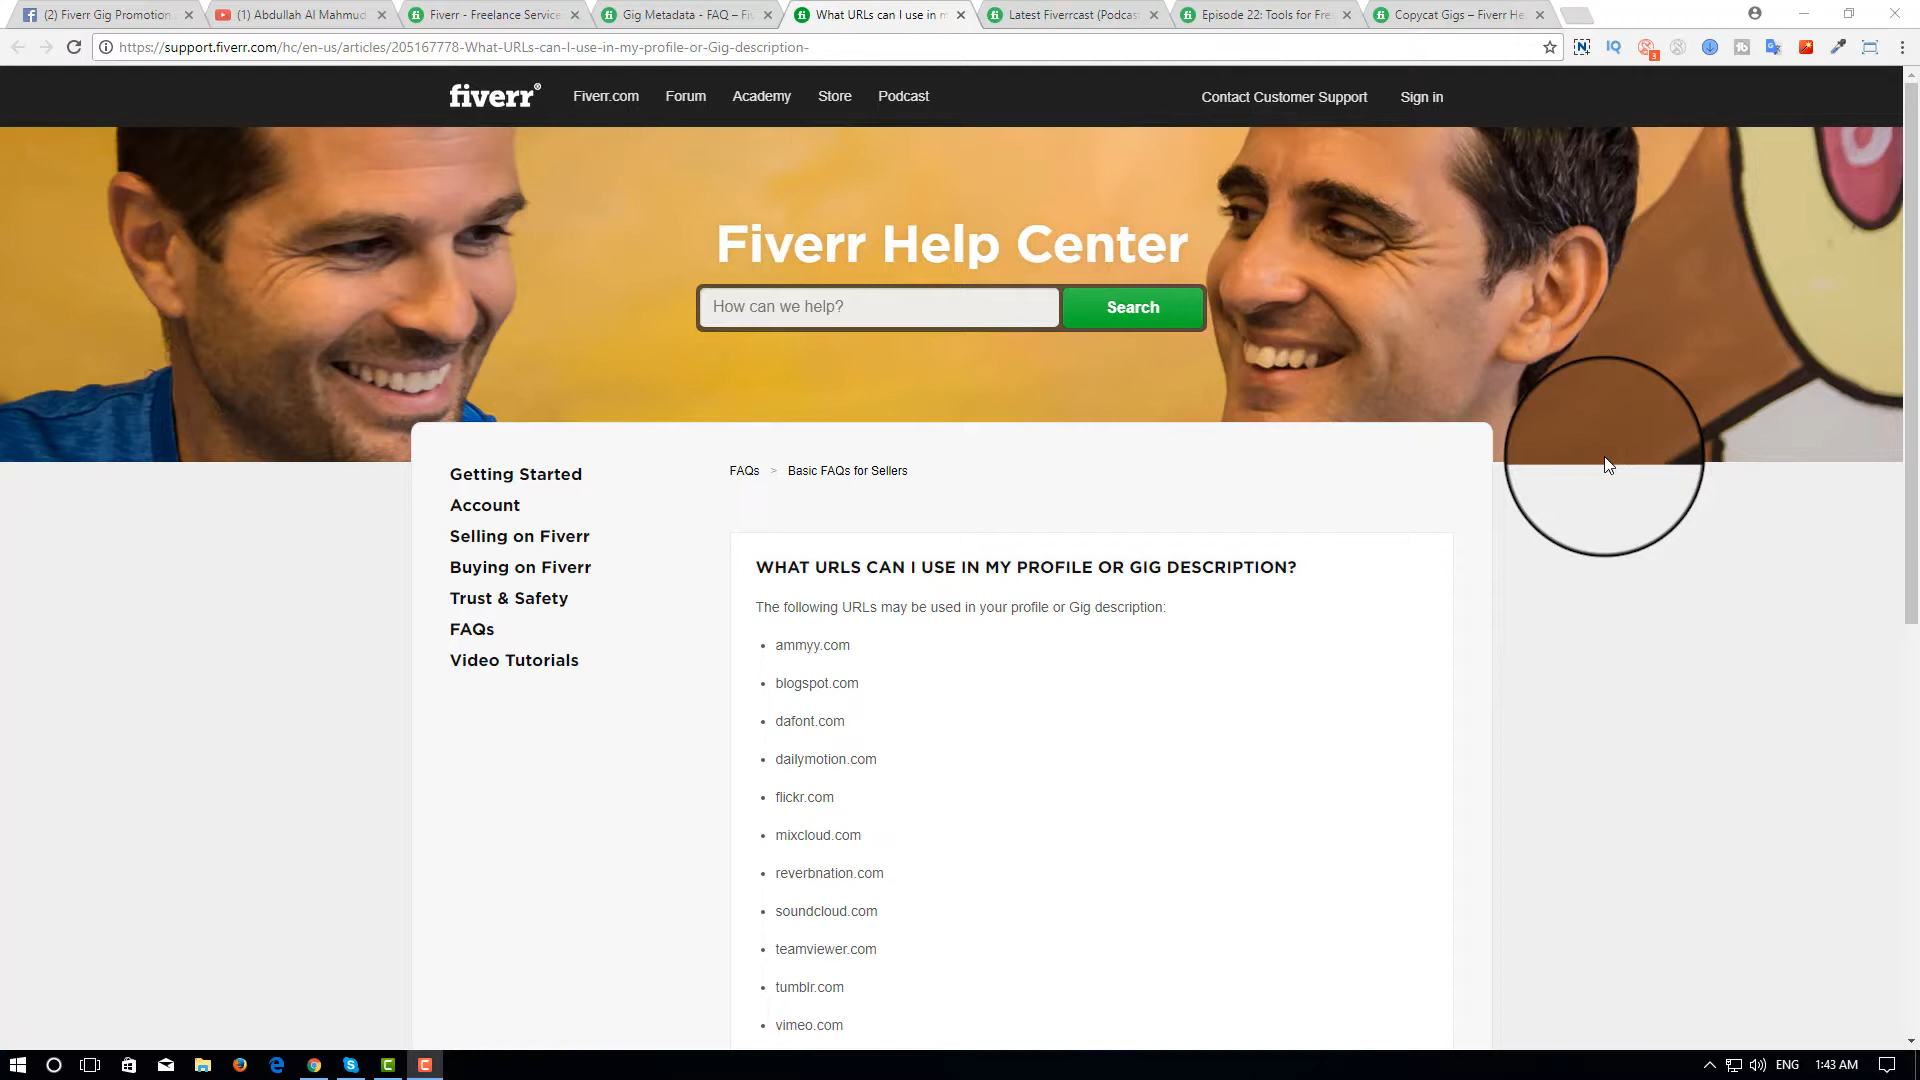 (2) Fiverr Gig Promotion
(1) Abdullah Al Mahmud
Fiverr - Freelance Service
Gig Metadata - FAQ – Fiv
What URLs can I use in m
Latest Fiverrcast (Podcas
Episode 22: Tools for Fre
Copycat Gigs – Fiverr He
https://support.fiverr.com/hc/en-us/articles/205167778-What-URLs-can-I-use-in-my-profile-or-Gig-description-
fiverr®
Fiverr.com
Forum
Academy
Store
Podcast
Contact Customer Support
Sign in
Fiverr Help Center
How can we help?
Search
Getting Started
Account
Selling on Fiverr
Buying on Fiverr
Trust & Safety
FAQs
Video Tutorials
FAQs > Basic FAQs for Sellers
WHAT URLS CAN I USE IN MY PROFILE OR GIG DESCRIPTION?
The following URLs may be used in your profile or Gig description:
• ammyy.com
• blogspot.com
• dafont.com
• dailymotion.com
• flickr.com
• mixcloud.com
• reverbnation.com
• soundcloud.com
• teamviewer.com
• tumblr.com
• vimeo.com
ENG
1:43 AM